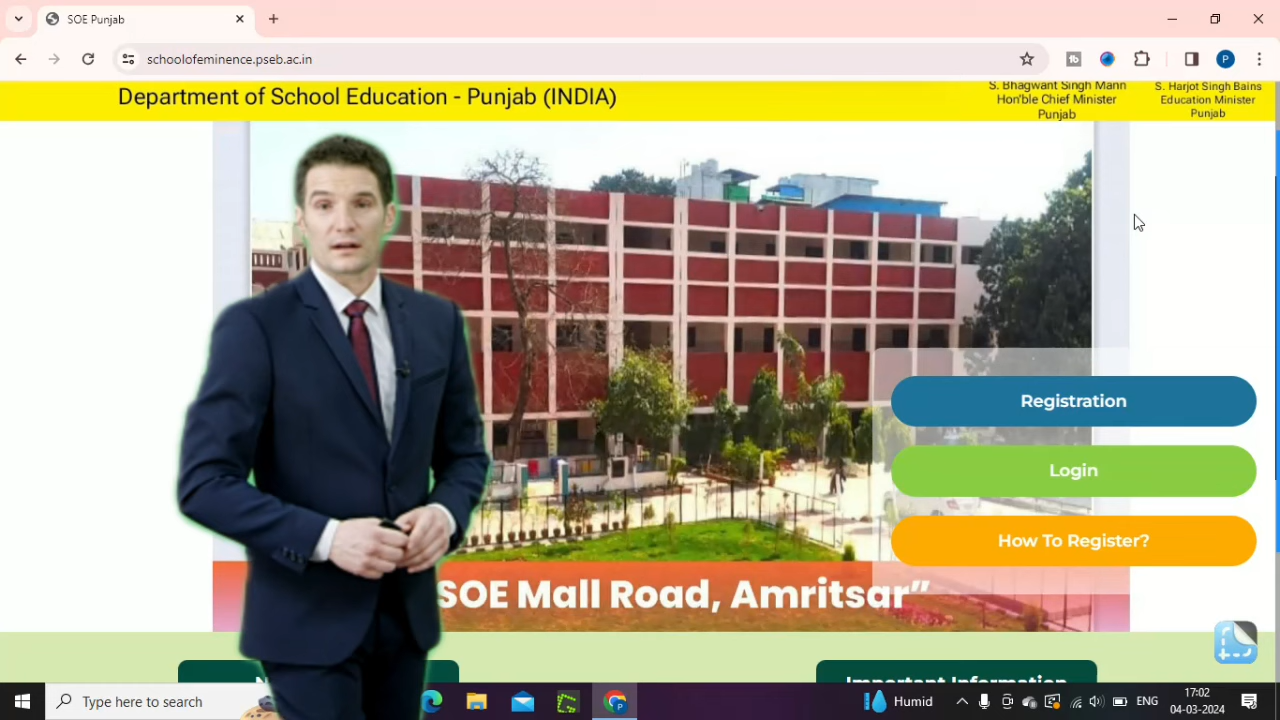 SOE Punjab
schoolofeminence.pseb.ac.in
P
Department of School Education - Punjab (INDIA)
S. Bhagwant Singh Mann
Hon'ble Chief Minister
Punjab
S. Harjot Singh Bains
Education Minister
Punjab
Registration
Login
How To Register?
SOE Mall Road, Amritsar”
Important Information
Type here to search
Humid
ENG
17:02
04-03-2024